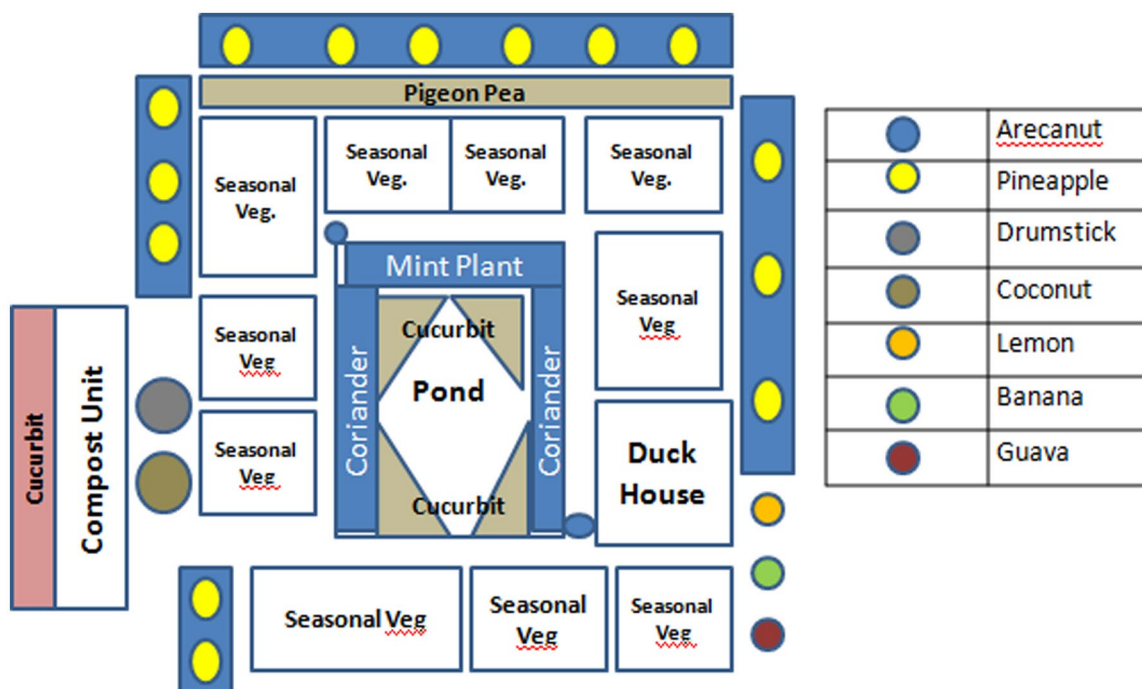 Pigeon Pea
Seasonal
Veg.
Seasonal
Veg.
Seasonal
Veg.
Seasonal
Veg.
Mint Plant
Seasonal
Veg
Seasonal
Veg
Cucurbit
Pond
Coriander
Coriander
Cucurbit
Seasonal
Veg
Duck
House
Cucurbit
Compost Unit
Seasonal Veg
Seasonal
Veg
Seasonal
Veg
Arecanut
Pineapple
Drumstick
Coconut
Lemon
Banana
Guava